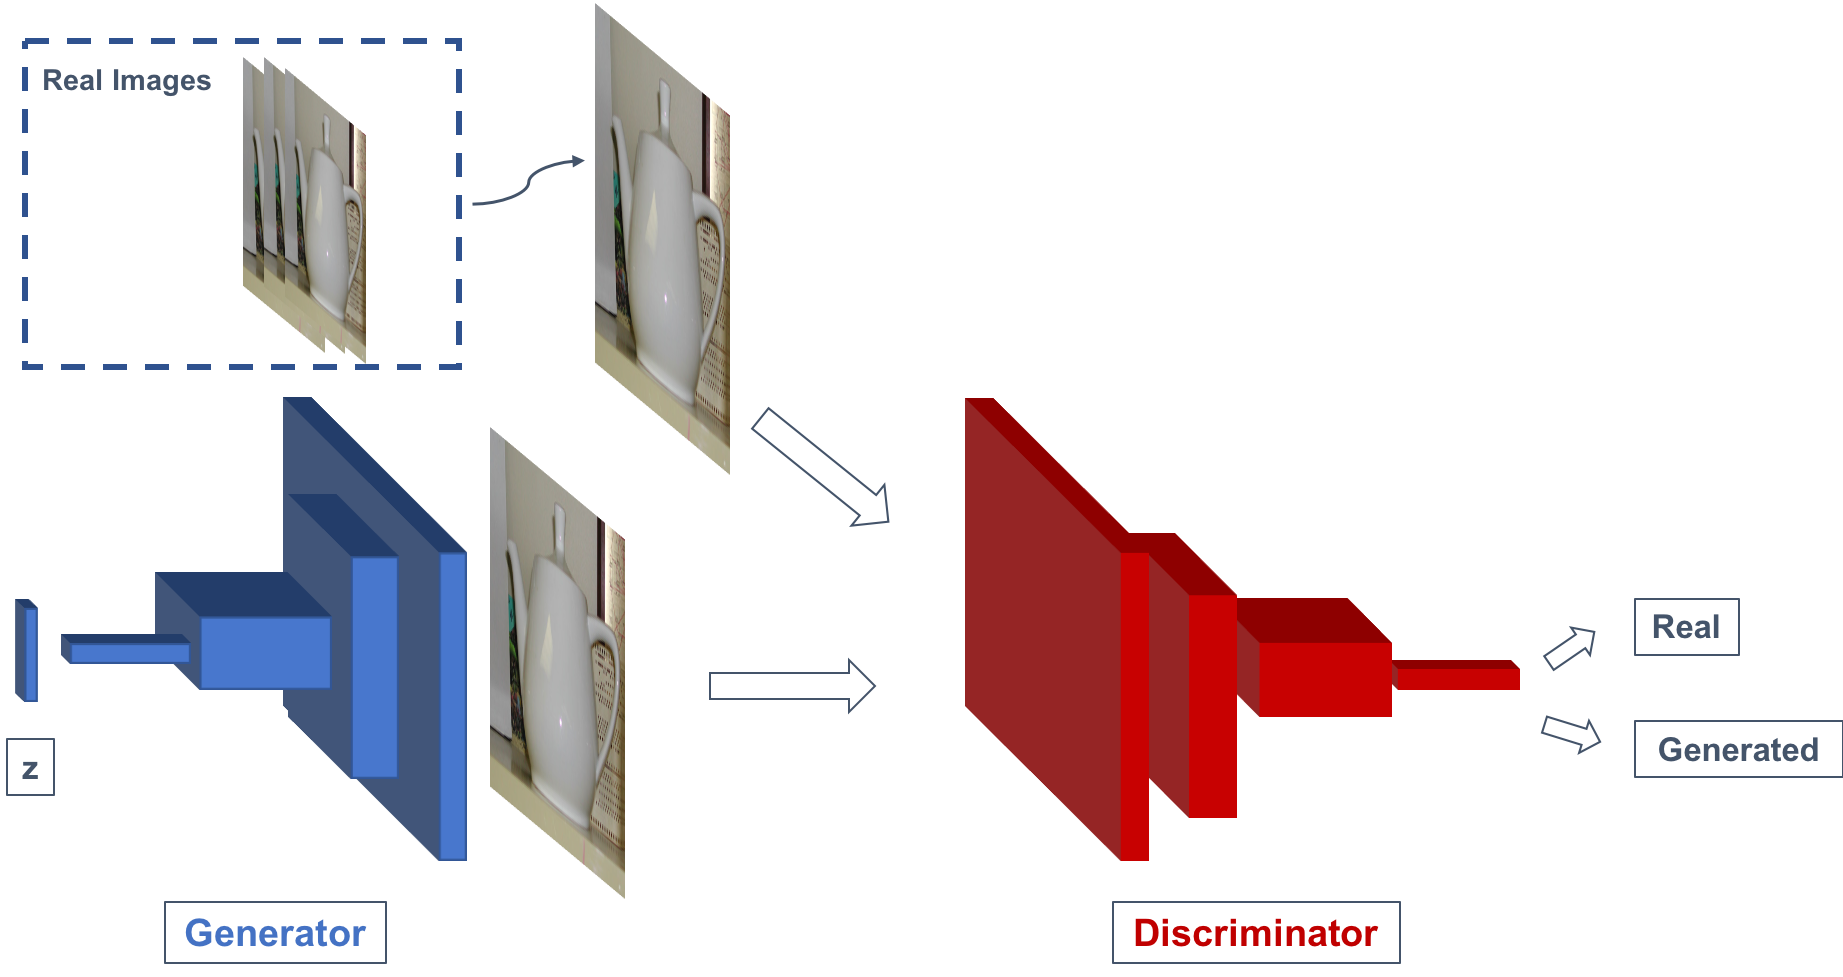 Real Images
z
Generator
Discriminator
Real
Generated